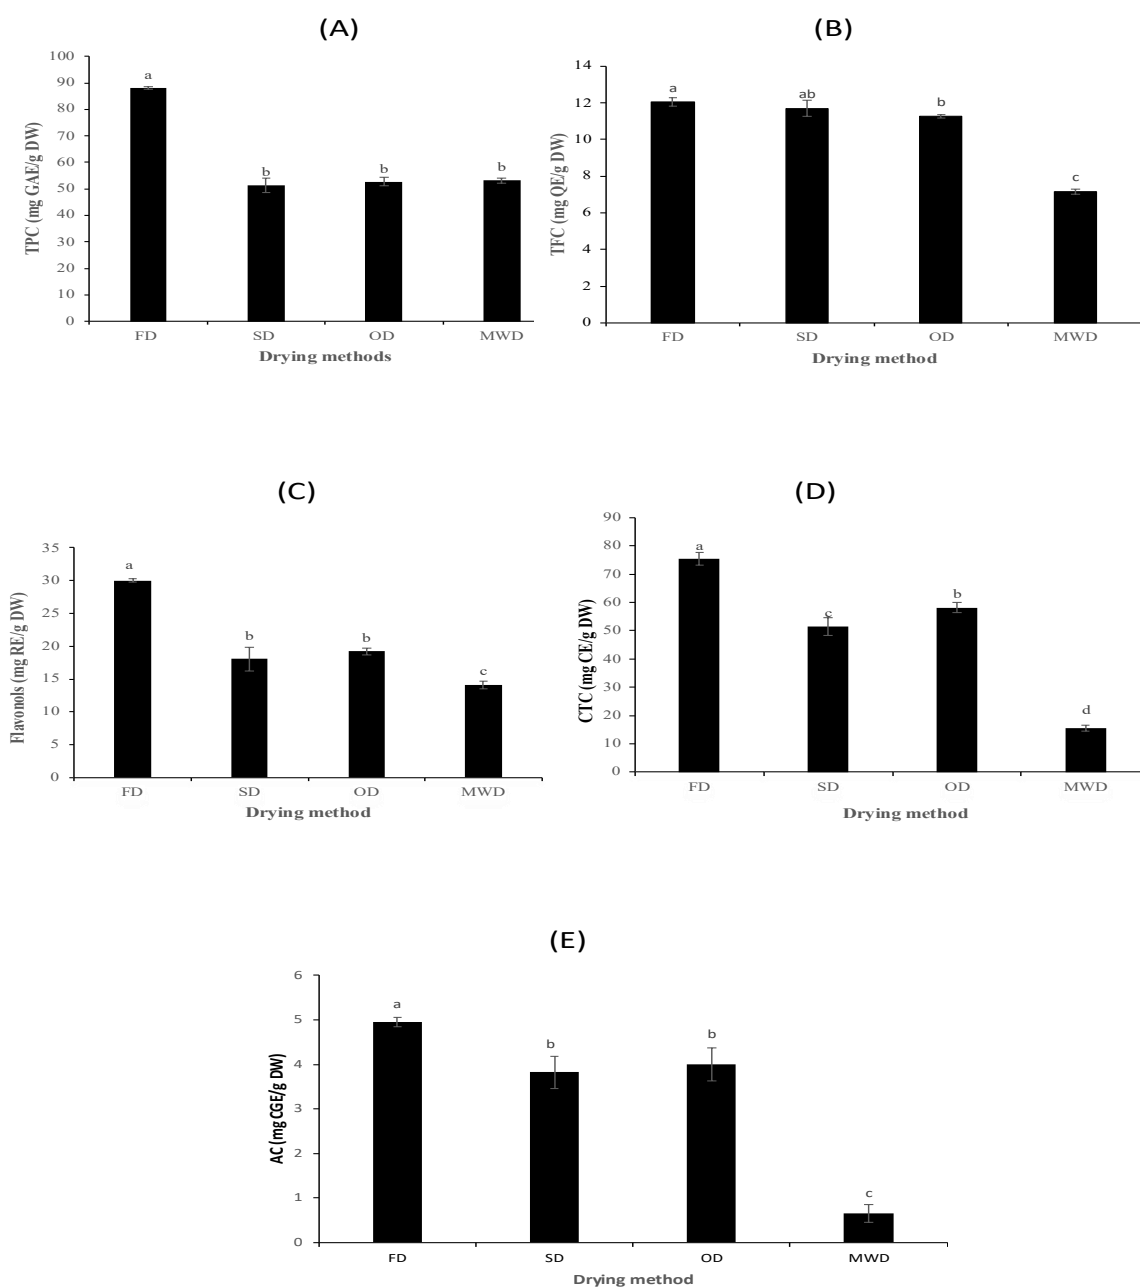 (A)
TPC (mg GAE/g DW)
100
90
80
70
60
50
40
30
20
10
0
a
b
b
b
FD
SD
OD
MWD
Drying methods
(B)
TFC (mg QE/g DW)
14
12
10
8
6
4
2
0
a
ab
b
c
FD
SD
OD
MWD
Drying method
(C)
Flavonols (mg RE/g DW)
35
30
25
20
15
10
5
0
a
b
b
c
FD
SD
OD
MWD
Drying method
(D)
CTC (mg CE/g DW)
90
80
70
60
50
40
30
20
10
0
a
c
b
d
FD
SD
OD
MWD
Drying method
(E)
AC (mg CGE/g DW)
6
5
4
3
2
1
0
a
b
b
c
FD
SD
OD
MWD
Drying method